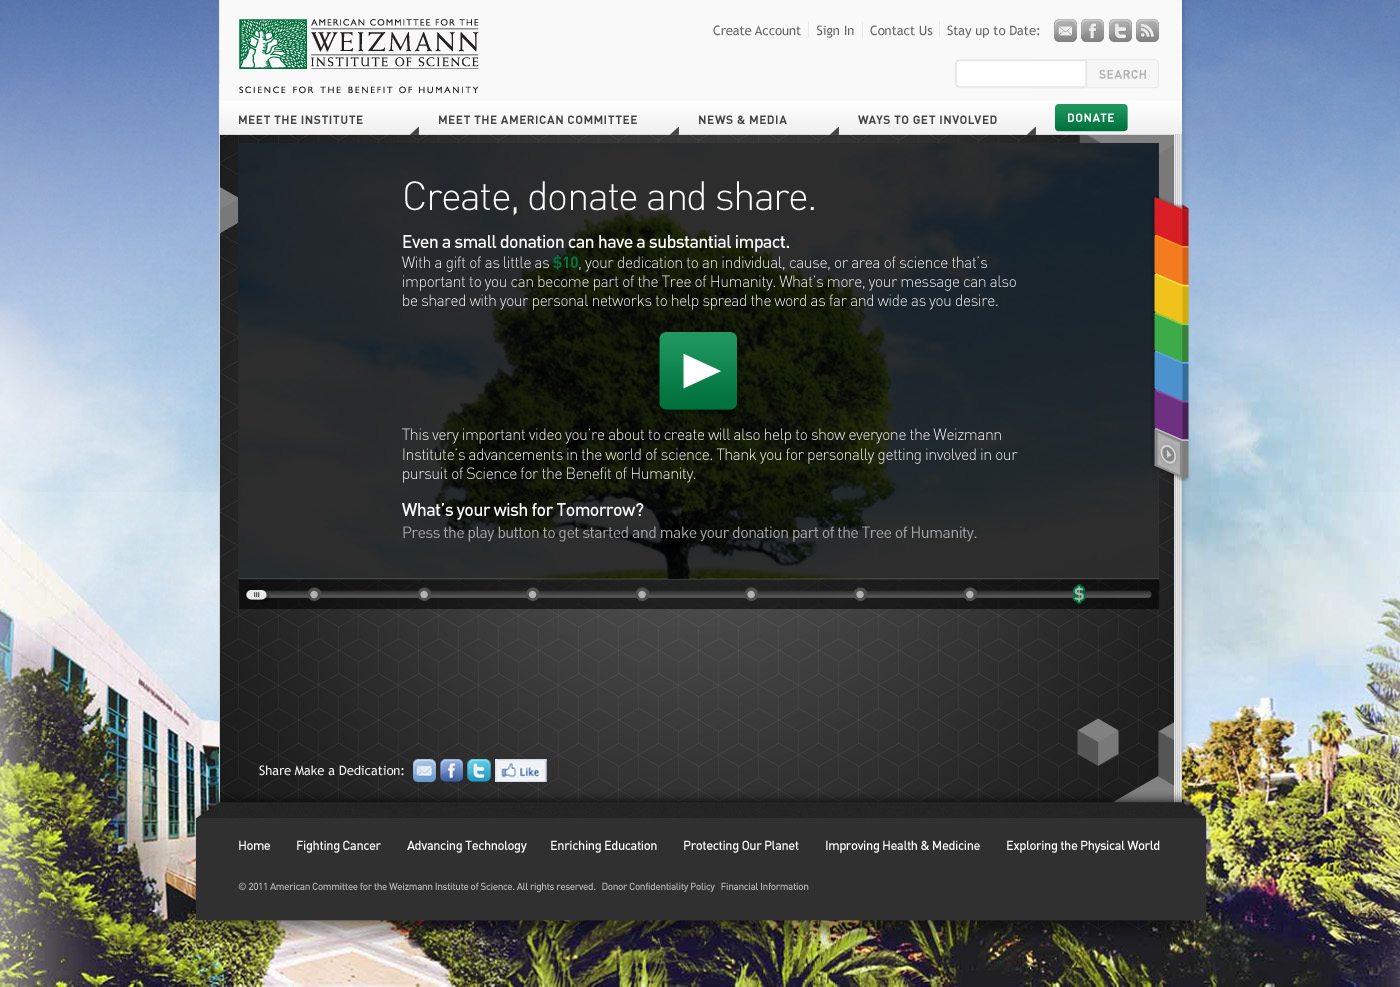 AMERICAN COMMITTEE FOR THE
WEIZMANN
INSTITUTE OF SCIENCE
SCIENCE FOR THE BENEFIT OF HUMANITY
Create Account Sign In Contact Us Stay up to Date:
SEARCH
MEET THE INSTITUTE MEET THE AMERICAN COMMITTEE NEWS & MEDIA WAYS TO GET INVOLVED DONATE
Create, donate and share.
Even a small donation can have a substantial impact.
With a gift of as little as $10, your dedication to an individual, cause, or area of science that's
important to you can become part of the Tree of Humanity. What's more, your message can also
be shared with your personal networks to help spread the word as far and wide as you desire.
This very important video you're about to create will also help to show everyone the Weizmann
Institute's advancements in the world of science. Thank you for personally getting involved in our
pursuit of Science for the Benefit of Humanity.
What's your wish for Tomorrow?
Press the play button to get started and make your donation part of the Tree of Humanity.
$
Share Make a Dedication: Like
Home Fighting Cancer Advancing Technology Enriching Education Protecting Our Planet Improving Health & Medicine Exploring the Physical World
© 2011 American Committee for the Weizmann Institute of Science. All rights reserved. Donor Confidentiality Policy Financial Information